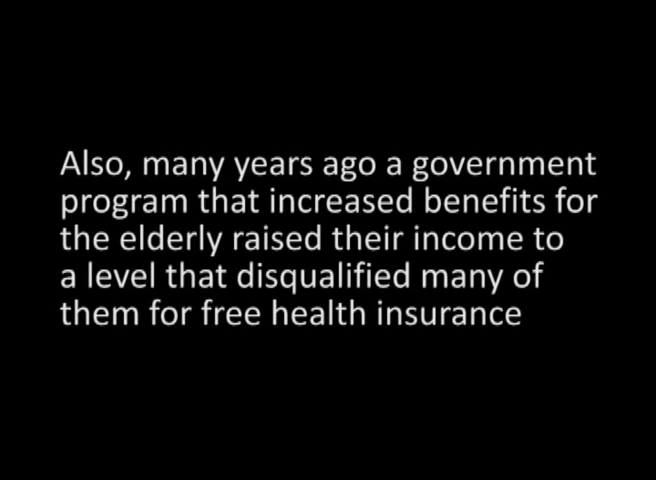 Also, many years ago a government
program that increased benefits for
the elderly raised their income to
a level that disqualified many of
them for free health insurance